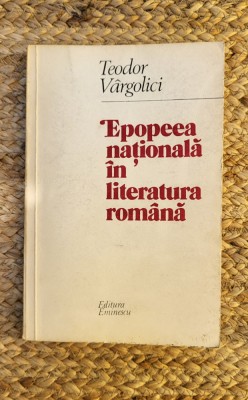 Teodor
Vârgolici
Epopeea
națională
în
literatura
română
Editura
Eminescu